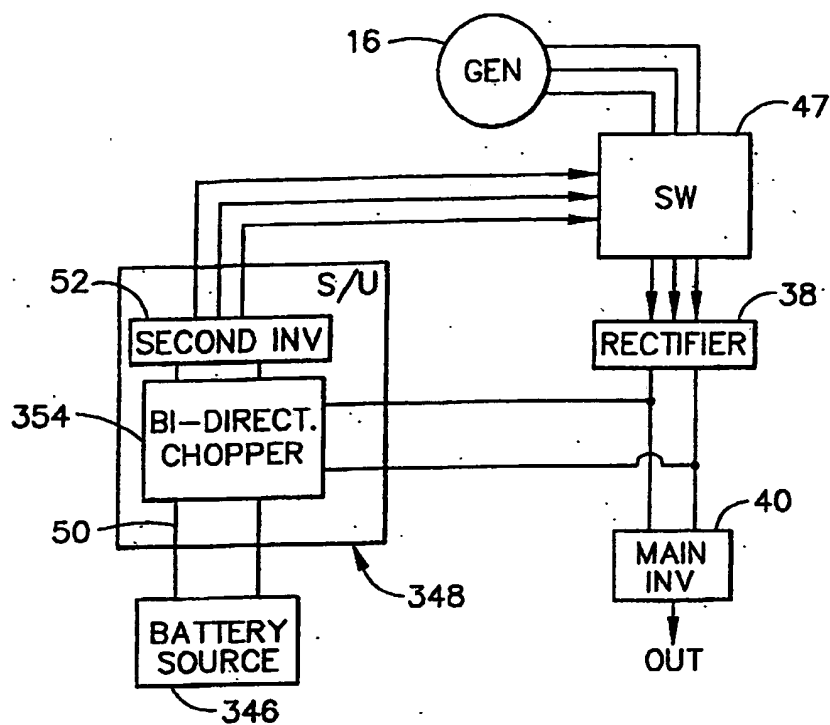 16
GEN
47
SW
52
S/U
SECOND INV
38
RECTIFIER
354
BI-DIRECT.
CHOPPER
50
40
MAIN
INV
348
BATTERY
SOURCE
OUT
346